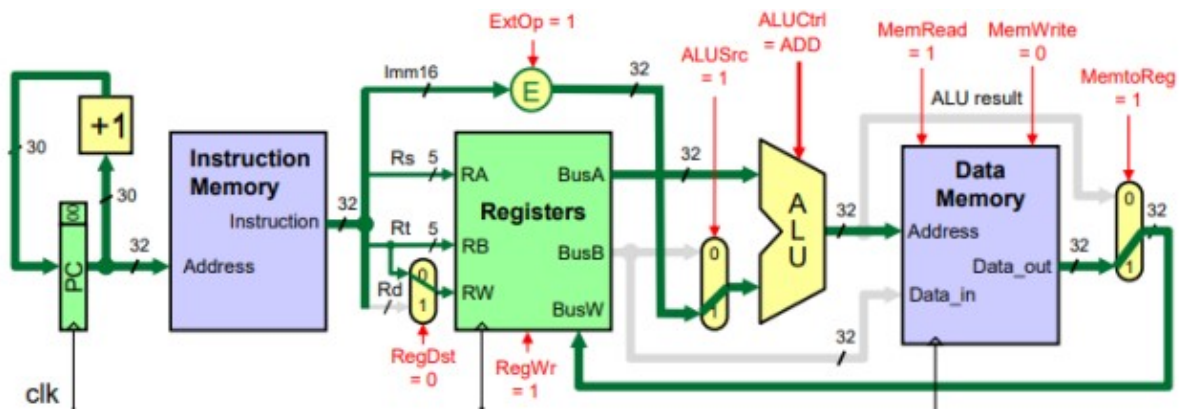 ExtOp = 1
ALUCtrl
= ADD
MemRead
= 1
MemWrite
= 0
ALUSrc
= 1
MemtoReg
= 1
Imm16
32
E
ALU result
+1
30
30
Instruction
Memory
Instruction
Address
32
32
00
PC
Rs
5
Rt
5
Rd
0
1
RA
RB
RW
Registers
BusA
BusB
BusW
32
0
1
A
L
U
32
Data
Memory
Address
Data_out
Data_in
32
32
0
1
32
RegDst
= 0
RegWr
= 1
clk